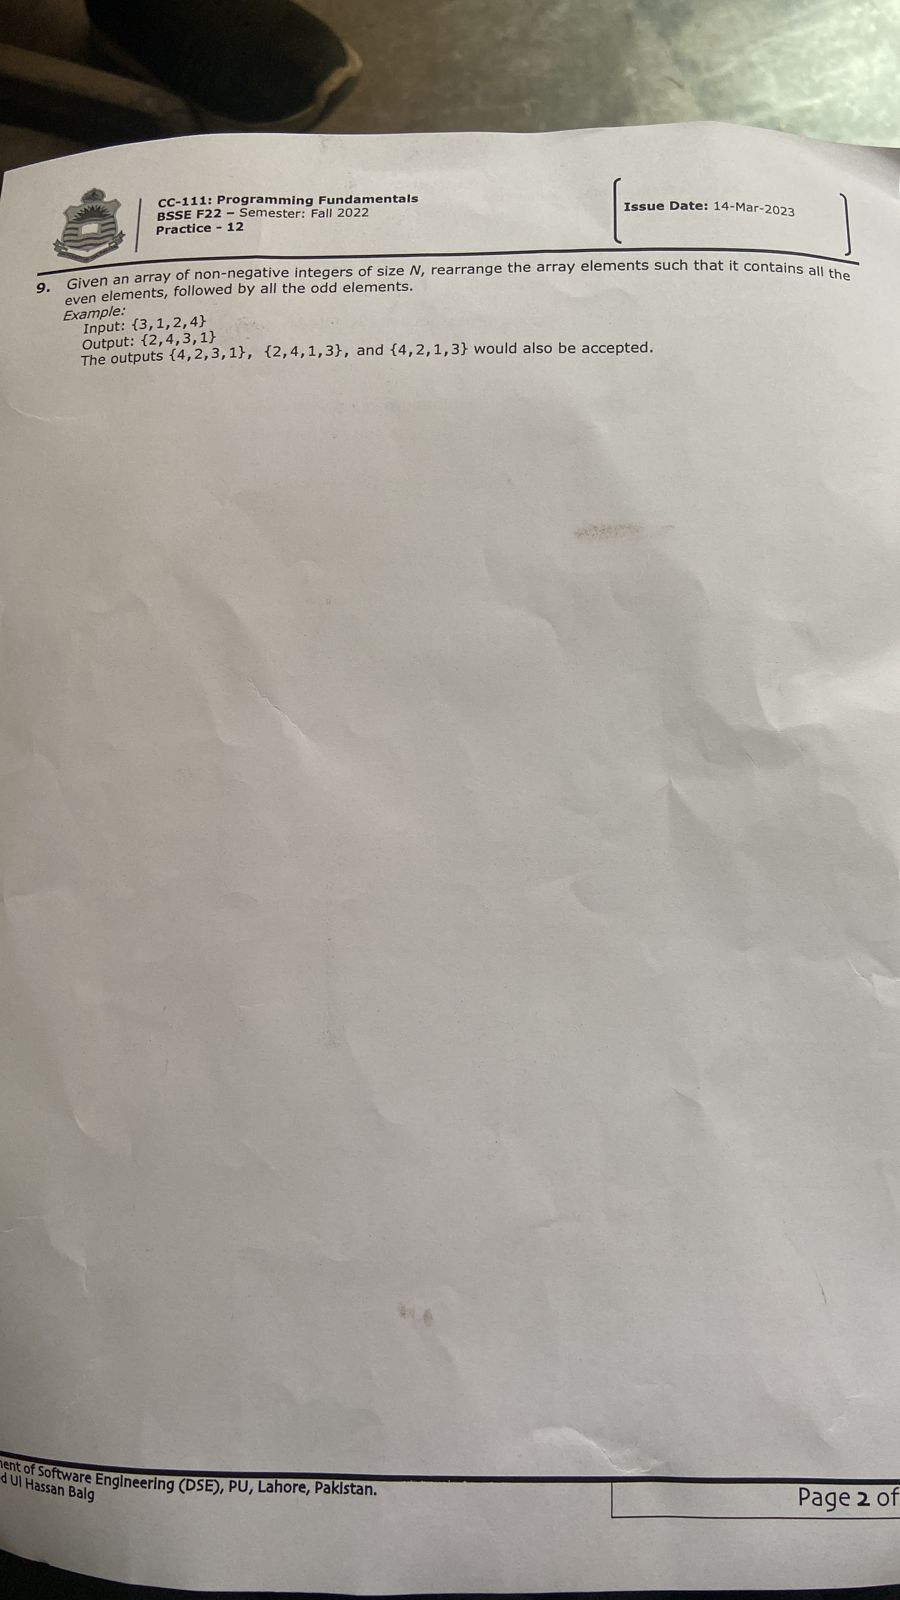 CC-111: Programming Fundamentals
BSSE F22 – Semester: Fall 2022
Practice - 12
Issue Date: 14-Mar-2023
9. Given an array of non-negative integers of size N, rearrange the array elements such that it contains all the
even elements, followed by all the odd elements.
Example:
Input: {3,1,2,4}
Output: {2,4,3,1}
The outputs {4,2,3,1}, {2,4,1,3}, and {4,2,1,3} would also be accepted.
of Software Engineering (DSE), PU, Lahore, Pakistan.
Ul Hassan Balg
Page 2 of